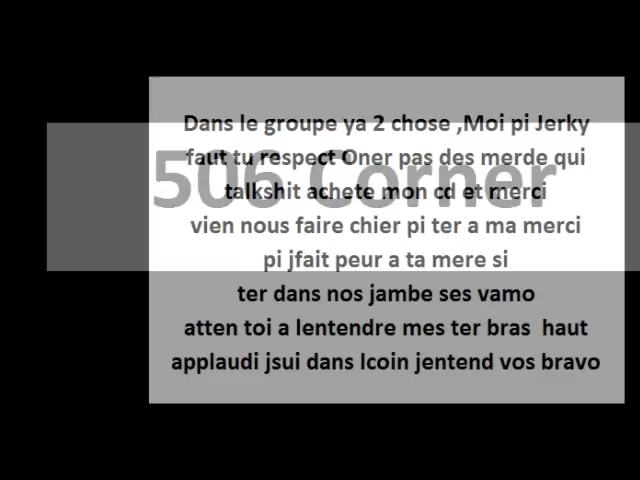 Dans le groupe ya 2 chose ,Moi pi Jerky
faut tu respect Oner pas des merde qui
talkshit achete mon cd et merci
vien nous faire chier pi ter a ma merci
pi jfait peur a ta mere si
ter dans nos jambe ses vamo
atten toi a lentendre mes ter bras haut
applaudi jsui dans lcoin jentend vos bravo
506 Corner